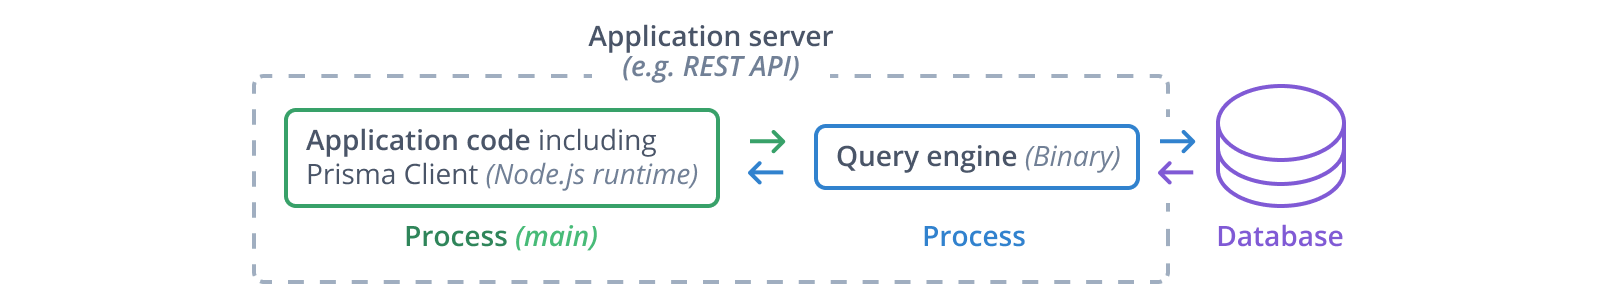 Application server
(e.g. REST API)
Application code including
Prisma Client (Node.js runtime)
Query engine (Binary)
Process (main)
Process
Database